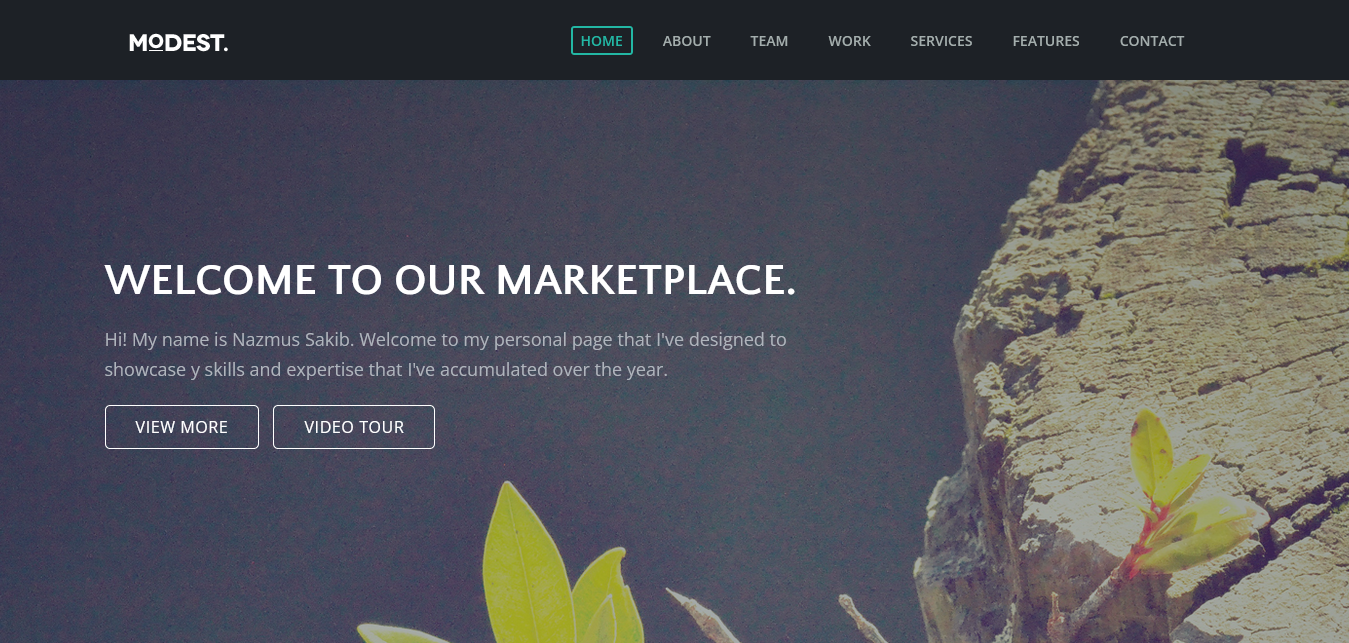 MODEST.
HOME ABOUT TEAM WORK SERVICES FEATURES CONTACT
WELCOME TO OUR MARKETPLACE.
Hi! My name is Nazmus Sakib. Welcome to my personal page that I've designed to
showcase y skills and expertise that I've accumulated over the year.
VIEW MORE VIDEO TOUR